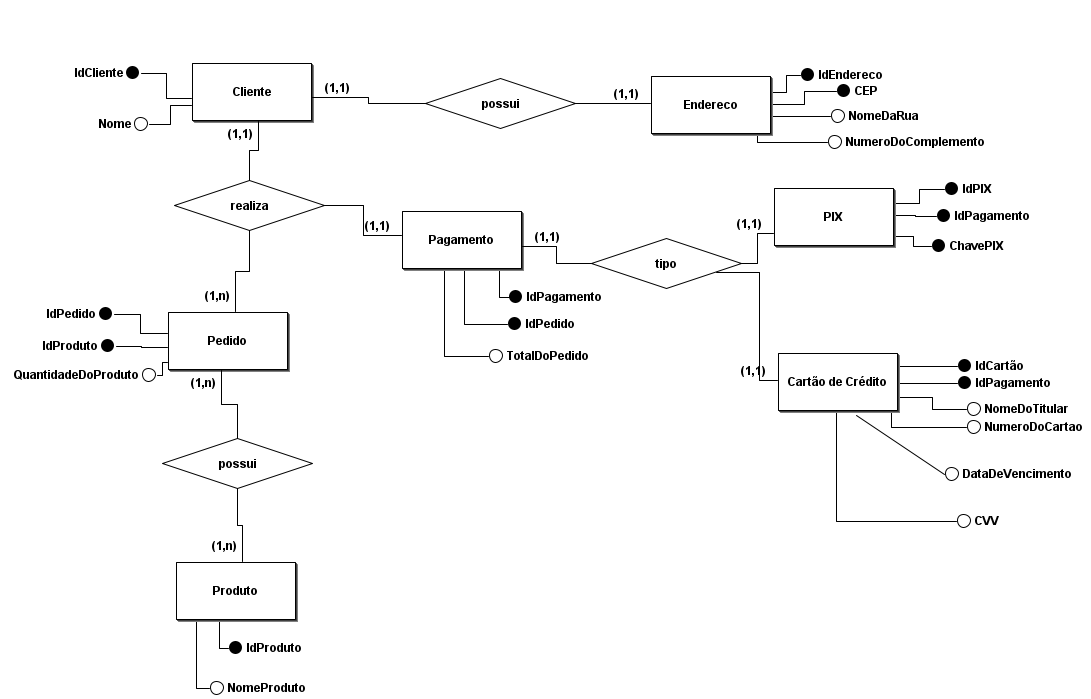 IdCliente
Nome
Cliente
(1,1)
possui
(1,1)
Endereco
IdEndereco
CEP
NomeDaRua
NumeroDoComplemento
(1,1)
realiza
(1,1)
Pagamento
(1,1)
tipo
(1,1)
PIX
IdPIX
IdPagamento
ChavePIX
IdPagamento
IdPedido
TotalDoPedido
(1,n)
IdPedido
IdProduto
QuantidadeDoProduto
Pedido
(1,n)
(1,1)
Cartão de Crédito
IdCartão
IdPagamento
NomeDoTitular
NumeroDoCartao
DataDeVencimento
CVV
possui
(1,n)
Produto
IdProduto
NomeProduto